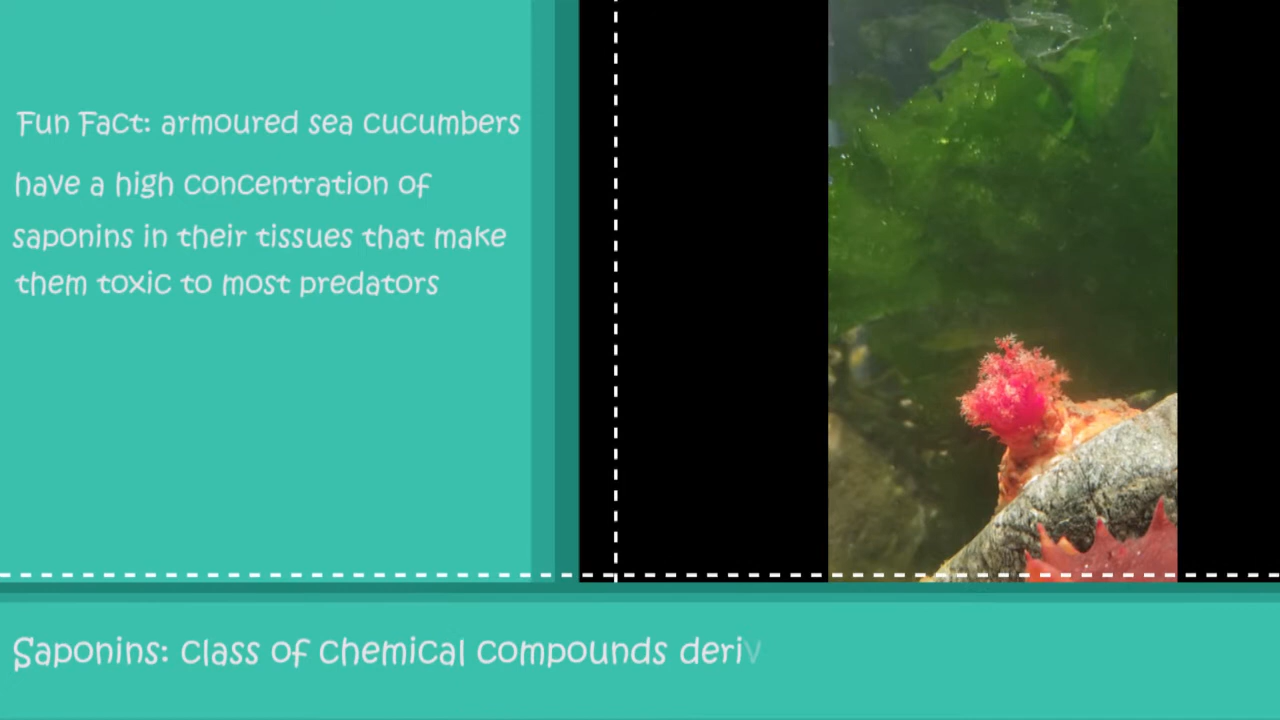 Fun Fact: armoured sea cucumbers
have a high concentration of
saponins in their tissues that make
them toxic to most predators
Saponins: class of chemical compounds deriv